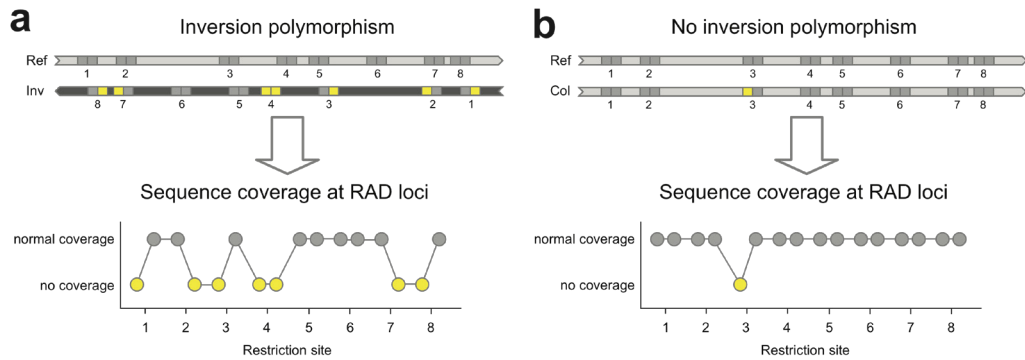 a
Inversion polymorphism
Ref
1 2 3 4 5 6 7 8
Inv
8 7 6 5 4 3 2 1
Sequence coverage at RAD loci
normal coverage
no coverage
1 2 3 4 5 6 7 8
Restriction site
b
No inversion polymorphism
Ref
1 2 3 4 5 6 7 8
Col
1 2 3 4 5 6 7 8
Sequence coverage at RAD loci
normal coverage
no coverage
1 2 3 4 5 6 7 8
Restriction site